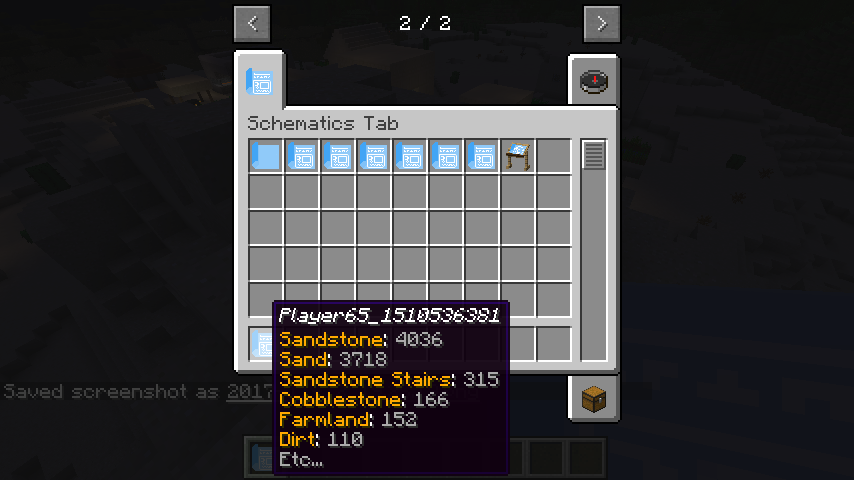 2 / 2
Schematics Tab
Player65_1510536381
Sandstone: 4036
Sand: 3718
Sandstone Stairs: 315
Saved screenshot as 2017
Cobblestone: 166
Farmland: 152
Dirt: 110
Etc...